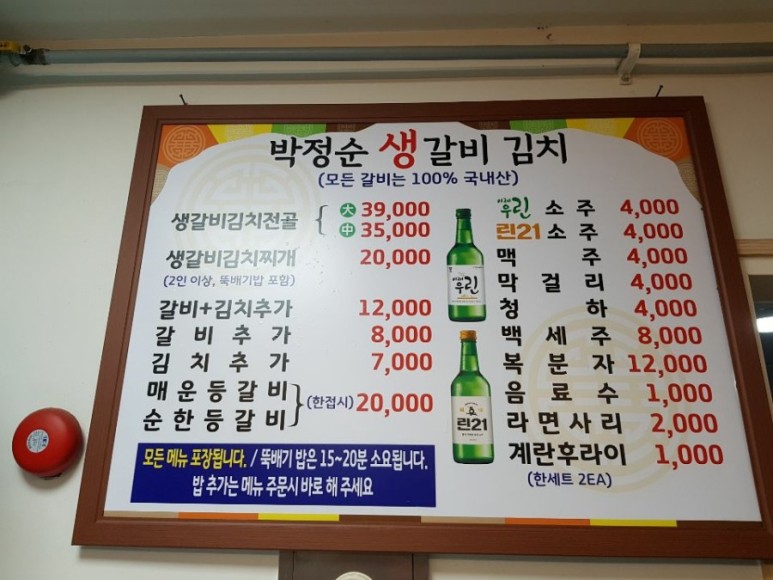 박정순 생갈비 김치
(모든 갈비는 100% 국내산)
생갈비김치전골 大 39,000
中 35,000
생갈비김치찌개 20,000
(2인 이상, 뚝배기밥 포함)
갈비+김치추가 12,000
갈비추가 8,000
김치추가 7,000
매운등갈비
순한등갈비
(한접시) 20,000
모든 메뉴 포장됩니다. / 뚝배기 밥은 15~20분 소요됩니다.
밥 추가는 메뉴 주문시 바로 해 주세요
이제우린
린21
이제우린 소주 4,000
린21 소주 4,000
맥주 4,000
막걸리 4,000
청하 4,000
백세주 8,000
복분자 12,000
음료수 1,000
라면사리 2,000
계란후라이 1,000
(한세트 2EA)